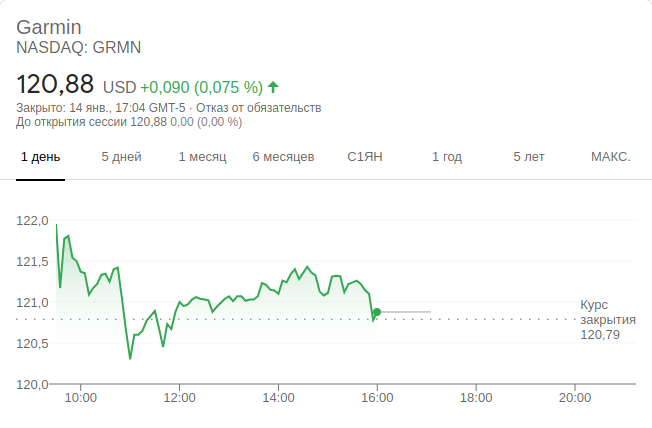 Garmin
NASDAQ: GRMN
120,88 USD +0,090 (0,075 %)
Закрыто: 14 янв., 17:04 GMT-5 · Отказ от обязательств
До открытия сессии 120,88 0,00 (0,00 %)
1 день 5 дней 1 месяц 6 месяцев С1ЯН 1 год 5 лет МАКС.
122,0
121,5
121,0
120,5
120,0
Курс
закрытия
120,79
10:00 12:00 14:00 16:00 18:00 20:00